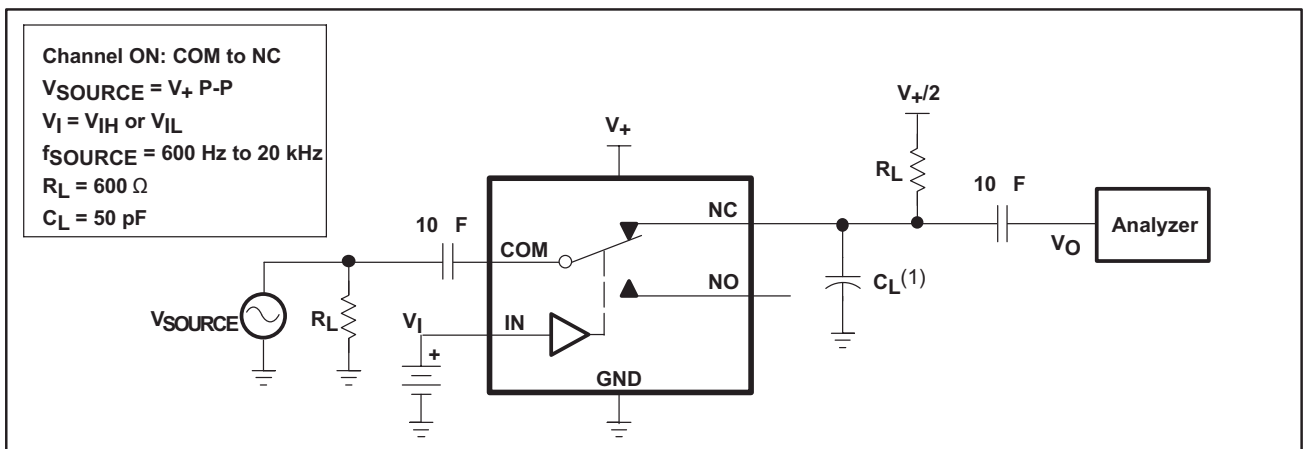 Channel ON: COM to NC
VSOURCE = V+ P-P
VI = VIH or VIL
fSOURCE = 600 Hz to 20 kHz
RL = 600 Ω
CL = 50 pF
V+/2
V+
RL
10 F
NC
Analyzer
10 F
COM
VO
NO
CL(1)
VSOURCE
RL
VI
IN
+
GND